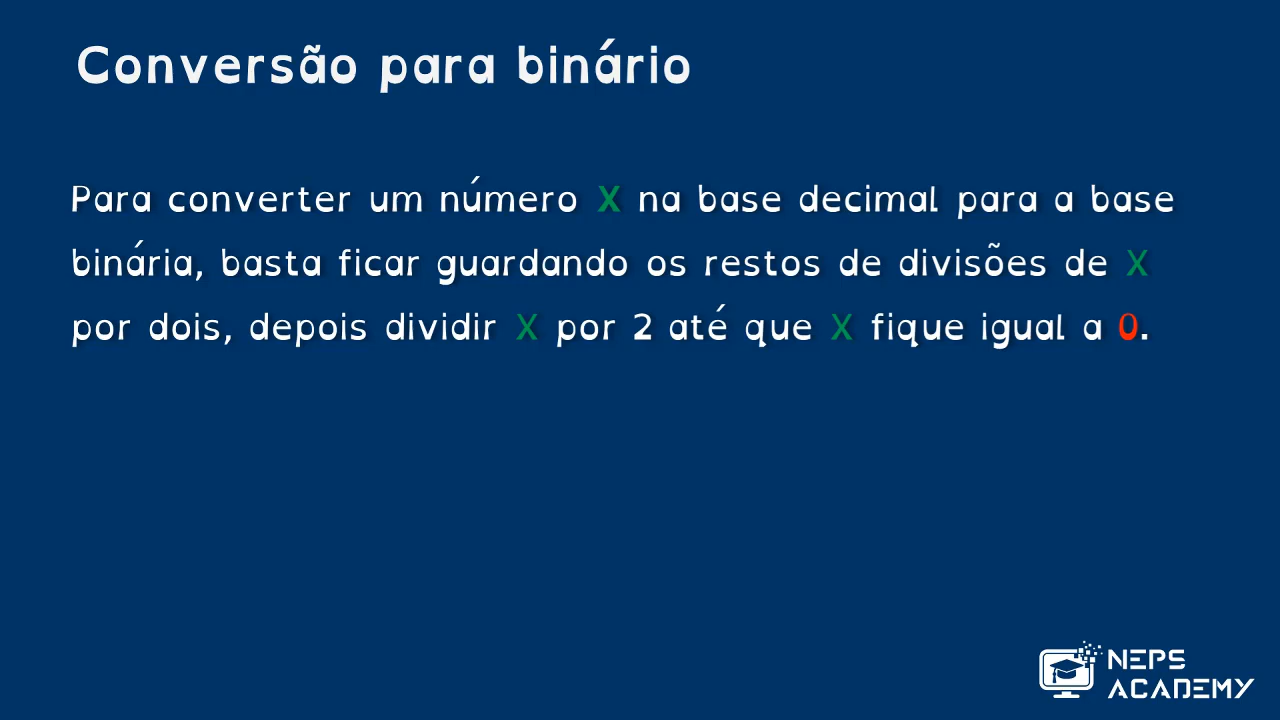 Conversão para binário
Para converter um número X na base decimal para a base
binária, basta ficar guardando os restos de divisões de X
por dois, depois dividir X por 2 até que X fique igual a 0.
NEPS
ACADEMY